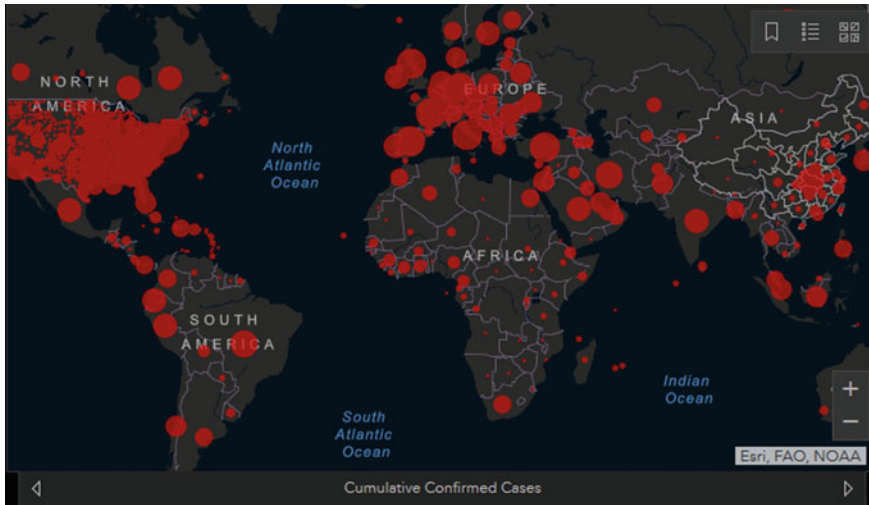 NORTH
AMERICA
EUROPE
ASIA
North
Atlantic
Ocean
AFRICA
SOUTH
AMERICA
Indian
Ocean
South
Atlantic
Ocean
+
−
Esri, FAO, NOAA
Cumulative Confirmed Cases